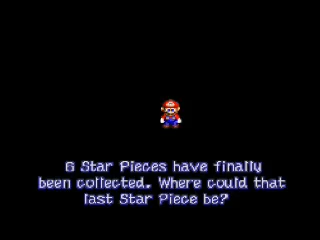 6 Star Pieces have finally
been collected. Where could that
last Star Piece be?